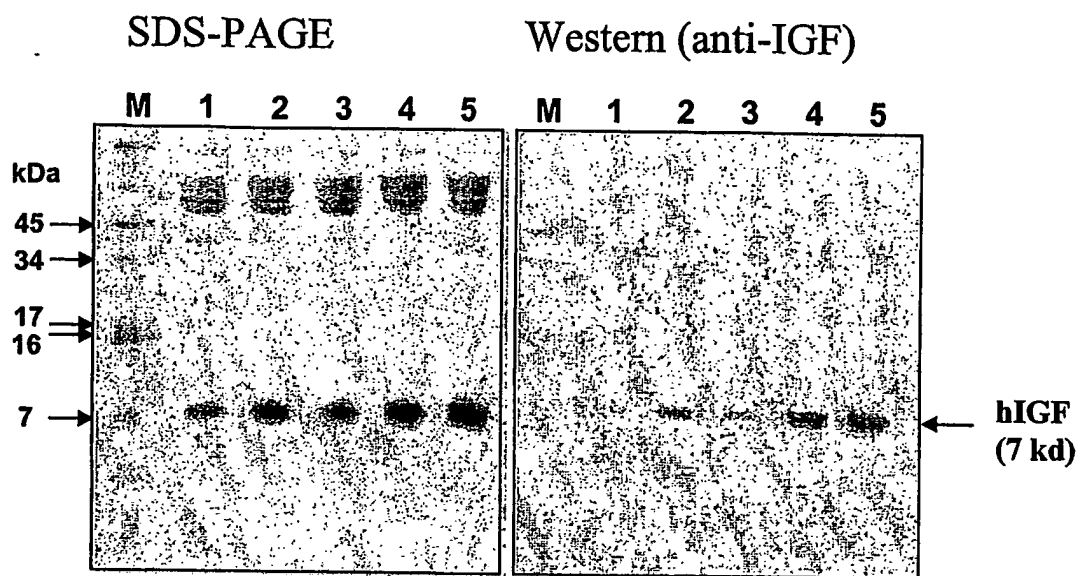 SDS-PAGE
Western (anti-IGF)
M 1 2 3 4 5
M 1 2 3 4 5
kDa
45
34
17
16
7
hIGF
(7 kd)